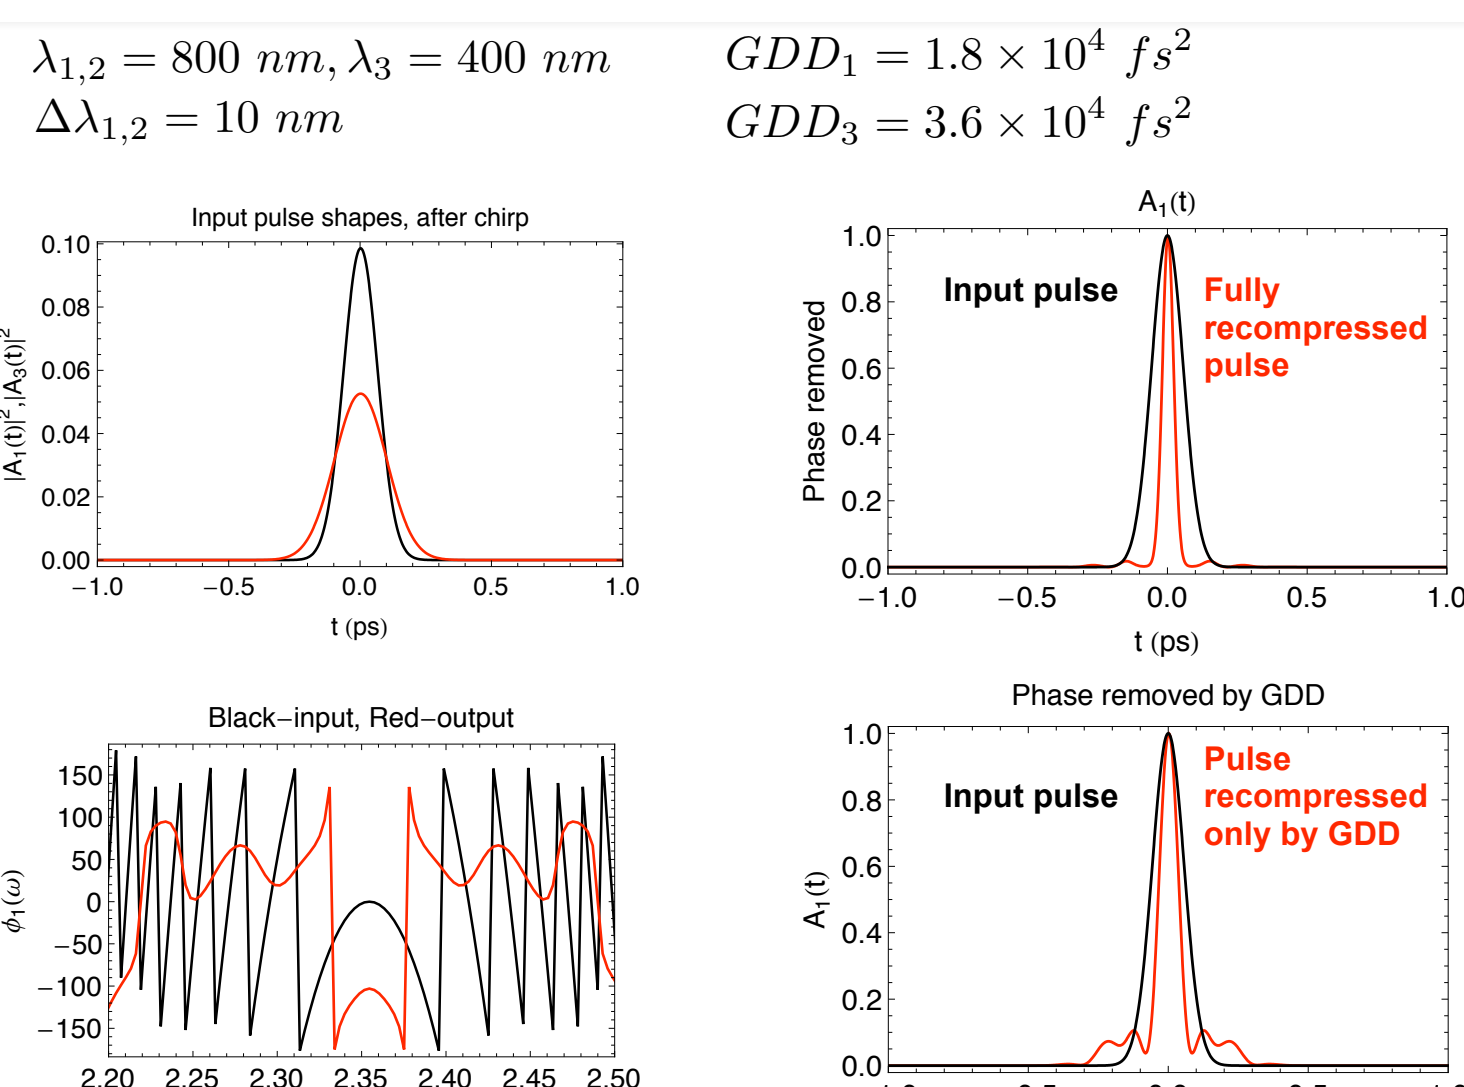 λ1,2 = 800 nm, λ3 = 400 nm
Δλ1,2 = 10 nm
GDD1 = 1.8 × 10^4 fs^2
GDD3 = 3.6 × 10^4 fs^2
Input pulse shapes, after chirp
|A1(t)|^2,|A3(t)|^2
0.10
0.08
0.06
0.04
0.02
0.00
−1.0 −0.5 0.0 0.5 1.0
t (ps)
A1(t)
Phase removed
1.0
0.8
0.6
0.4
0.2
0.0
Input pulse
Fully
recompressed
pulse
−1.0 −0.5 0.0 0.5 1.0
t (ps)
Black−input, Red−output
ϕ1(ω)
150
100
50
0
−50
−100
−150
2.20 2.25 2.30 2.35 2.40 2.45 2.50
Phase removed by GDD
A1(t)
1.0
0.8
0.6
0.4
0.2
0.0
Input pulse
Pulse
recompressed
only by GDD